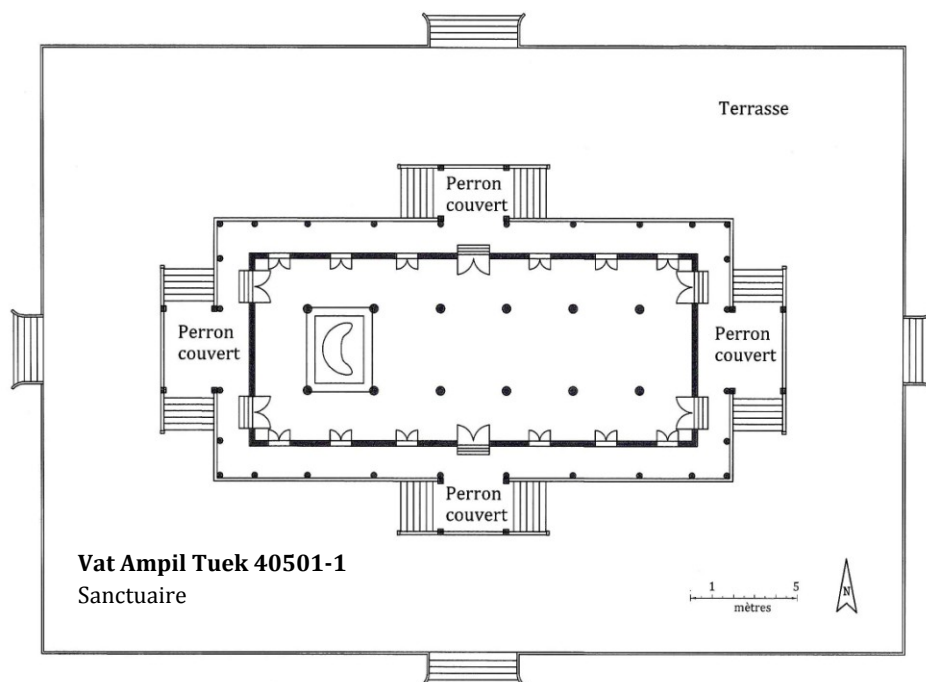 Terrasse
Perron
couvert
Perron
couvert
Perron
couvert
Perron
couvert
Vat Ampil Tuek 40501-1
Sanctuaire
1 5
mètres
N